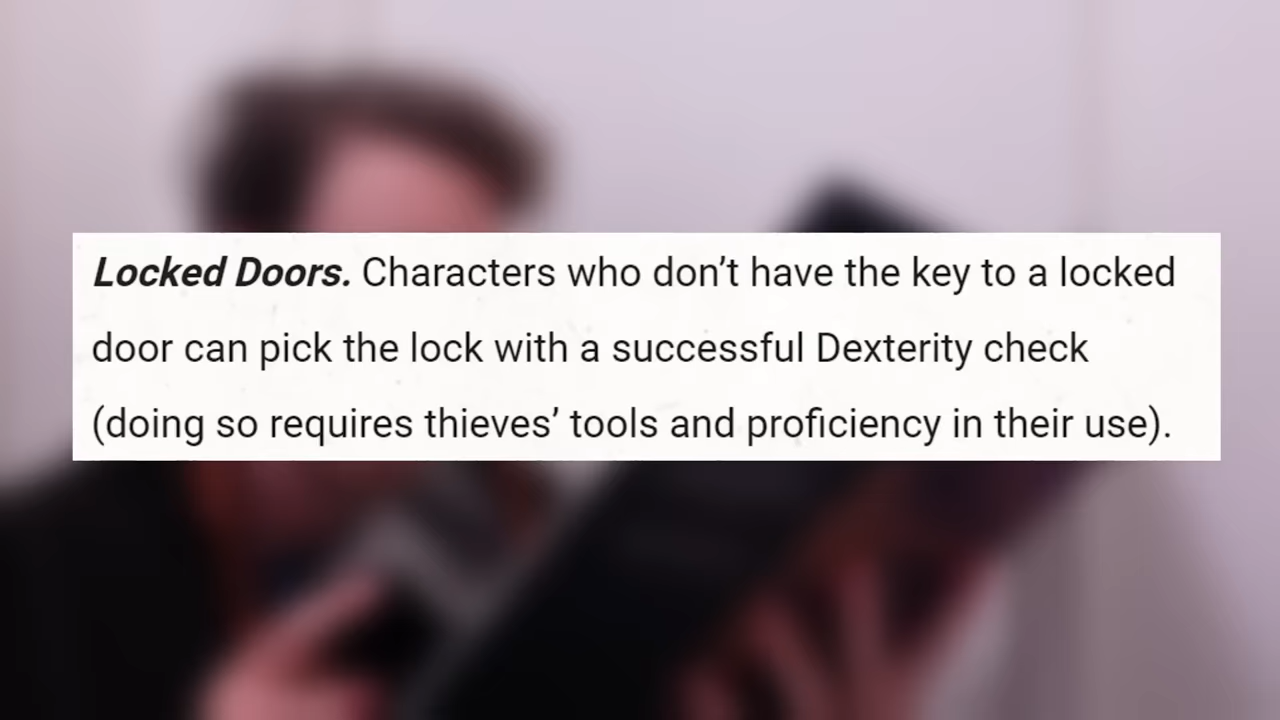 Locked Doors. Characters who don’t have the key to a locked
door can pick the lock with a successful Dexterity check
(doing so requires thieves’ tools and proficiency in their use).